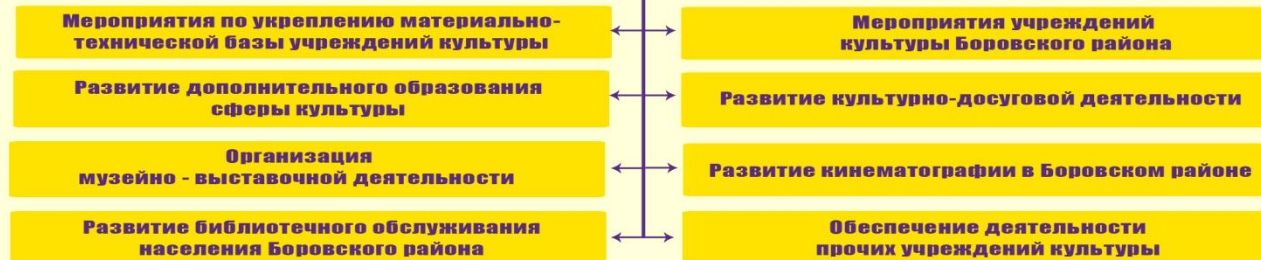 Мероприятия по укреплению материально-
технической базы учреждений культуры
Мероприятия учреждений
культуры Боровского района
Развитие дополнительного образования
сферы культуры
Развитие культурно-досуговой деятельности
Организация
музейно - выставочной деятельности
Развитие кинематографии в Боровском районе
Развитие библиотечного обслуживания
населения Боровского района
Обеспечение деятельности
прочих учреждений культуры